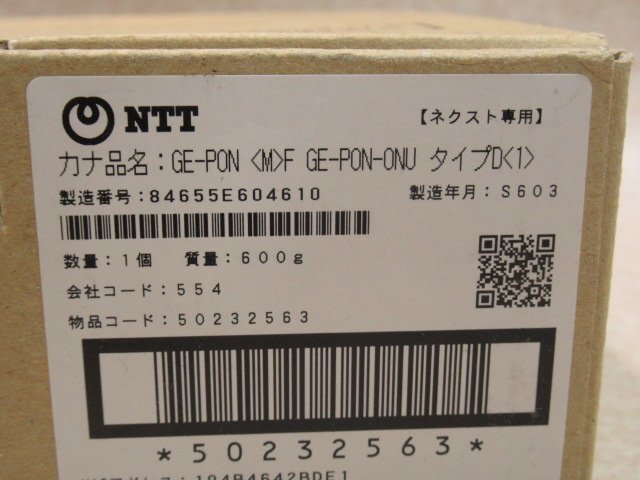 NTT
【ネクスト専用】
カナ品名：GE-PON <M>F GE-PON-ONU タイプD<1>
製造番号：84655E604610 製造年月：S603
数量：1個 質量：600g
会社コード：554
物品コード：50232563
*50232563*